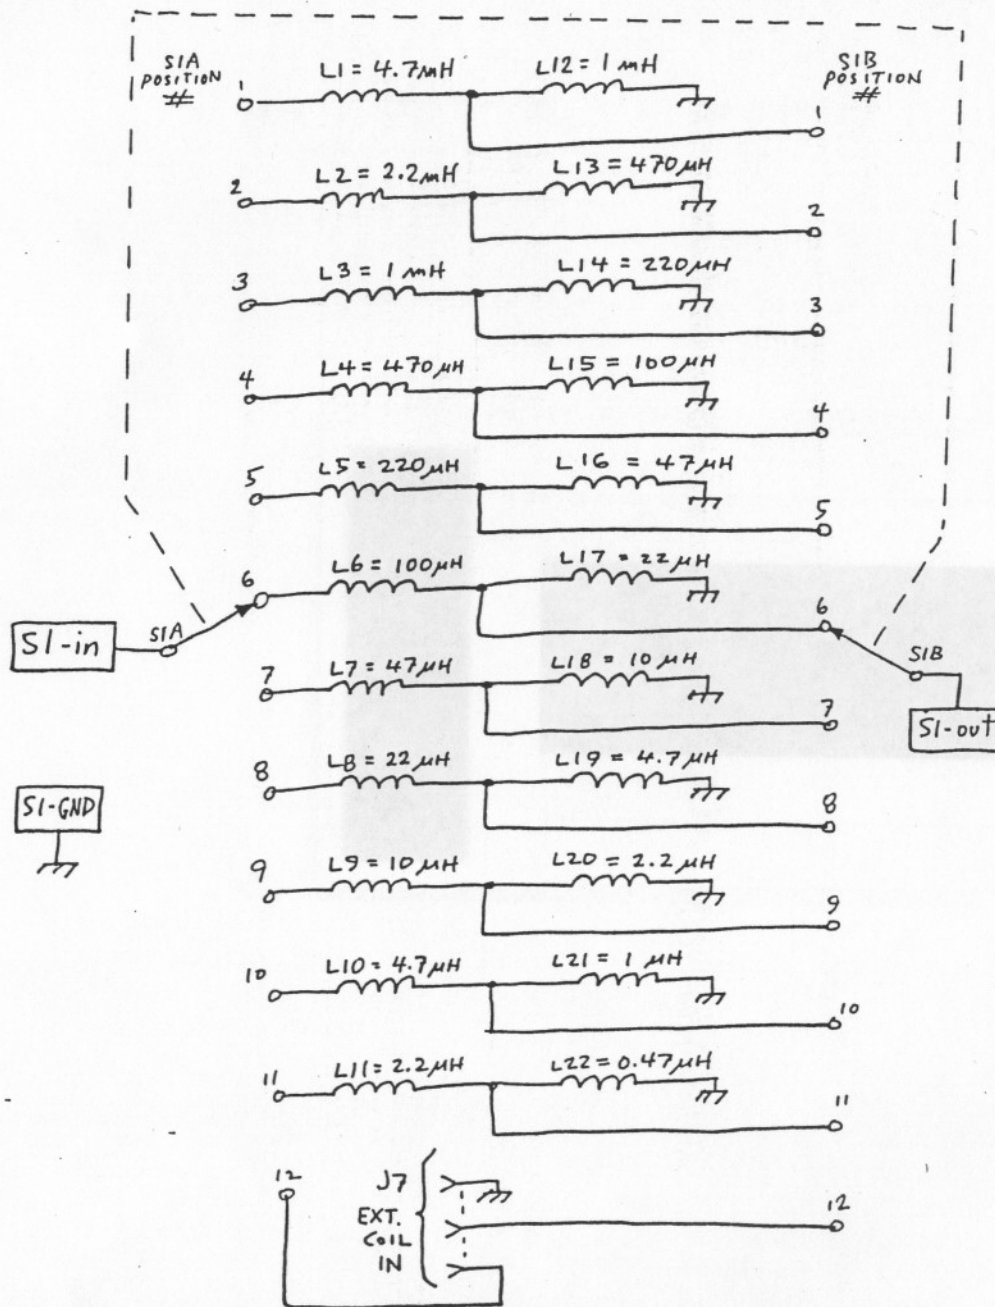 S1A
POSITION
#
S1B
POSITION
#
L1 = 4.7mH
L12 = 1 mH
1
1
L2 = 2.2mH
L13 = 470μH
2
2
L3 = 1 mH
L14 = 220μH
3
3
L4 = 470μH
L15 = 100μH
4
4
L5 = 220μH
L16 = 47μH
5
5
L6 = 100μH
L17 = 22μH
6
6
S1-in
S1A
S1B
S1-out
L7 = 47μH
L18 = 10 μH
7
7
L8 = 22μH
L19 = 4.7μH
8
8
S1-GND
L9 = 10 μH
L20 = 2.2μH
9
9
L10 = 4.7μH
L21 = 1 μH
10
10
L11 = 2.2μH
L22 = 0.47μH
11
11
12
J7
EXT.
COIL
IN
12